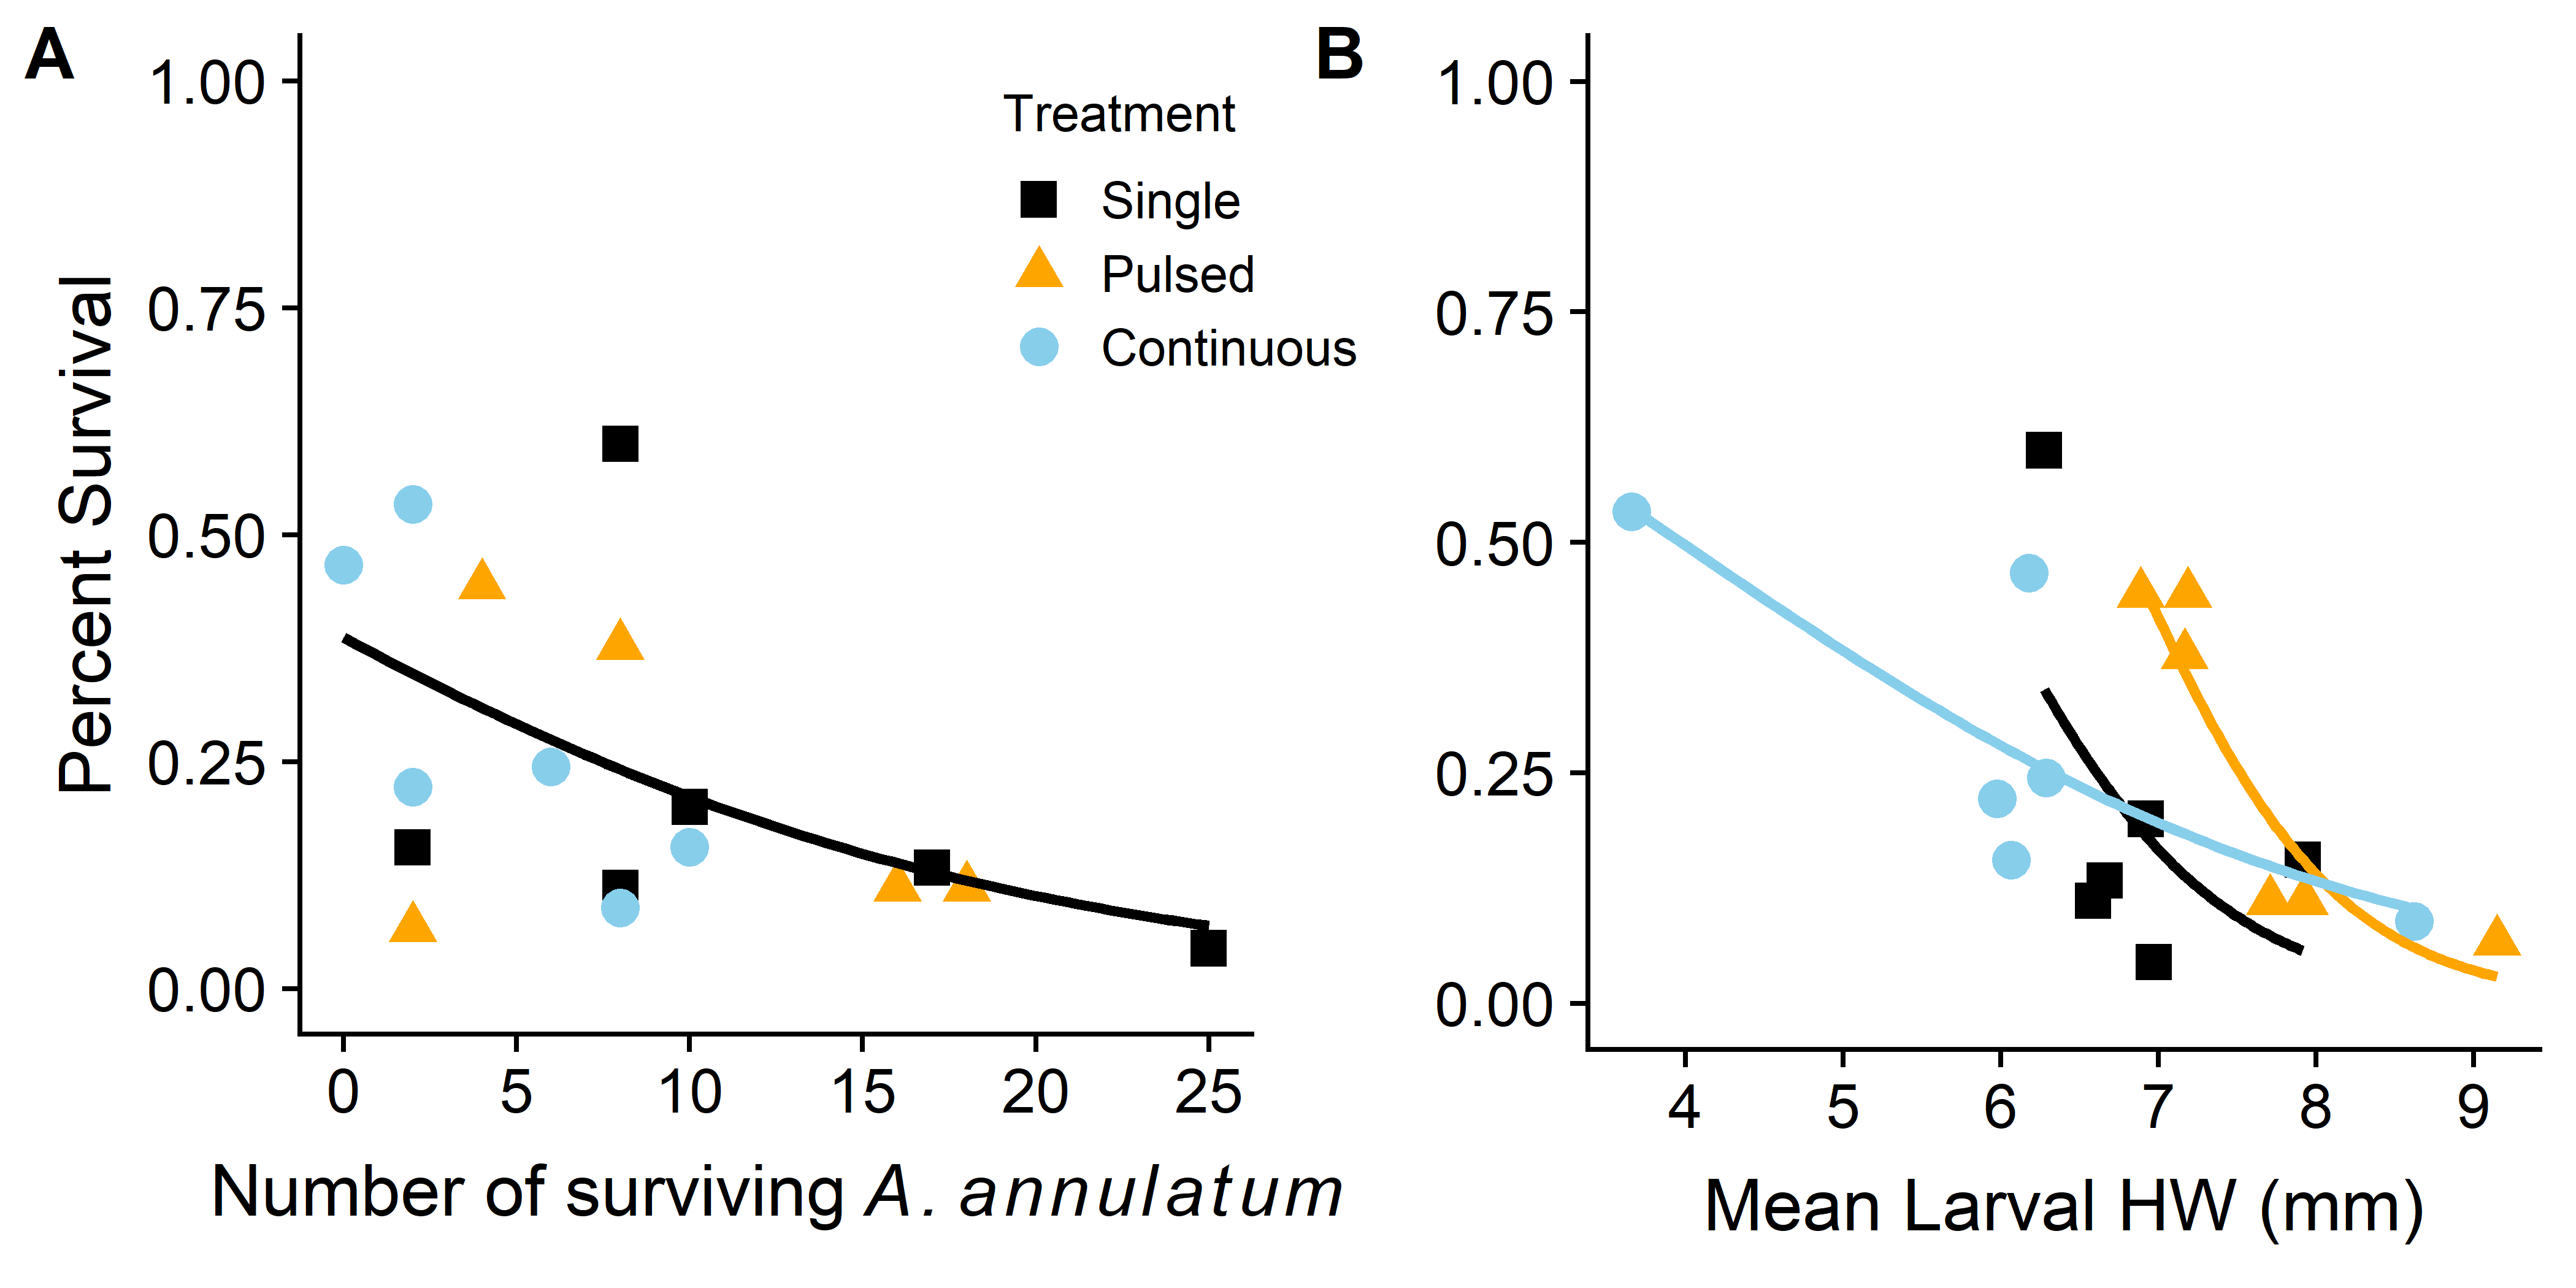 A
B
1.00
0.75
0.50
0.25
0.00
Percent Survival
Treatment
Single
Pulsed
Continuous
0 5 10 15 20 25
Number of surviving A. annulatum
1.00
0.75
0.50
0.25
0.00
4 5 6 7 8 9
Mean Larval HW (mm)